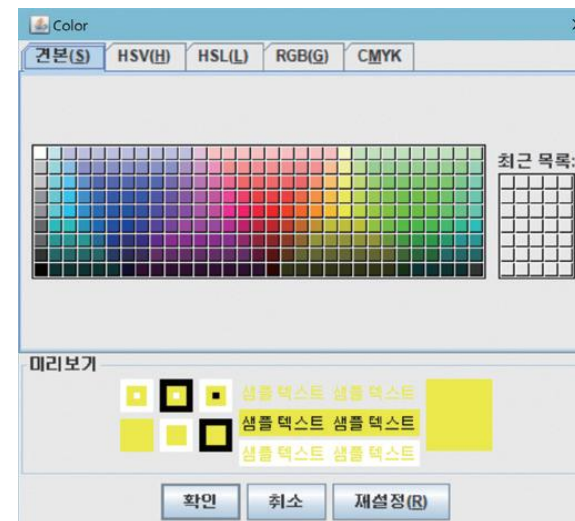 Color
견본(S) HSV(H) HSL(L) RGB(G) CMYK
최근 목록:
미리보기
샘플 텍스트 샘플 텍스트
샘플 텍스트 샘플 텍스트
샘플 텍스트 샘플 텍스트
확인 취소 재설정(R)